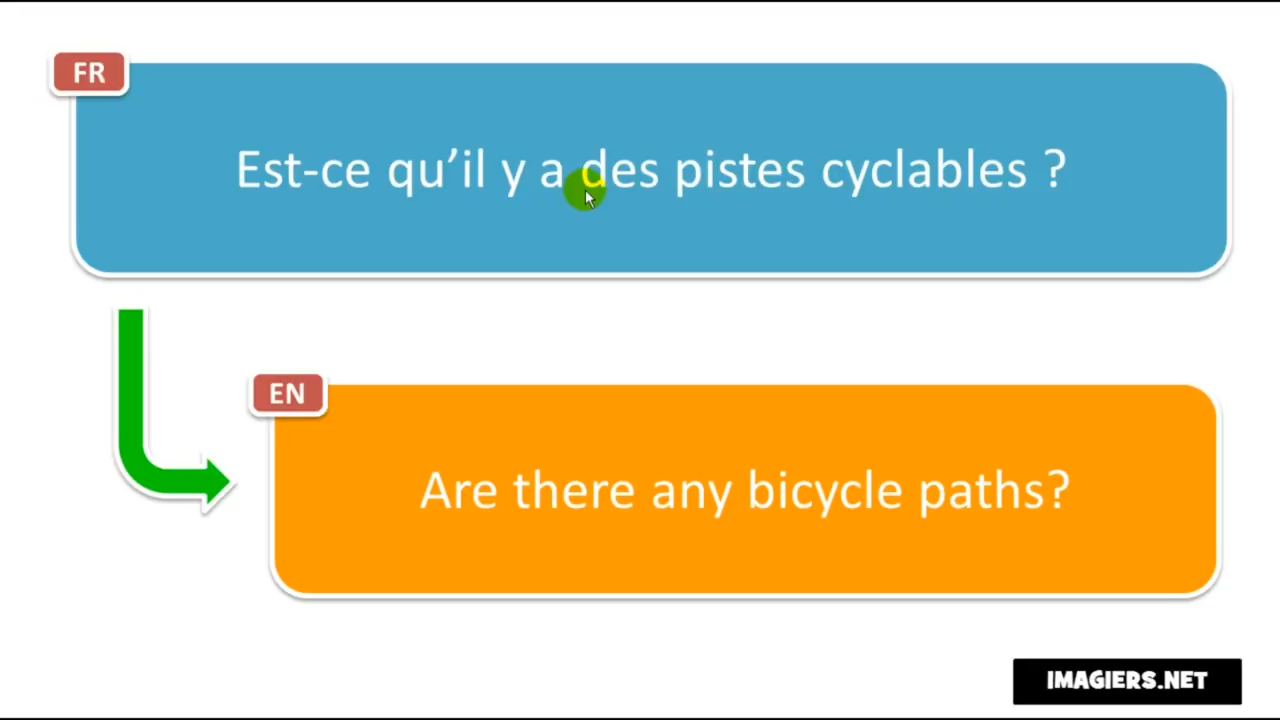 FR
Est-ce qu’il y a des pistes cyclables ?
EN
Are there any bicycle paths?
IMAGIERS.NET